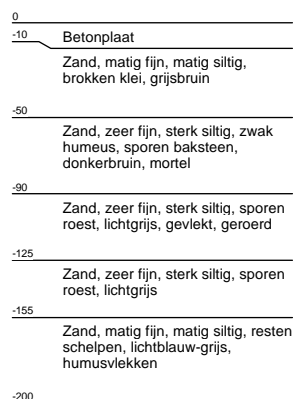 0
-10
Betonplaat
Zand, matig fijn, matig siltig,
brokken klei, grijsbruin
-50
Zand, zeer fijn, sterk siltig, zwak
humeus, sporen baksteen,
donkerbruin, mortel
-90
Zand, zeer fijn, sterk siltig, sporen
roest, lichtgrijs, gevlekt, geroerd
-125
Zand, zeer fijn, sterk siltig, sporen
roest, lichtgrijs
-155
Zand, matig fijn, matig siltig, resten
schelpen, lichtblauw-grijs,
humusvlekken
-200